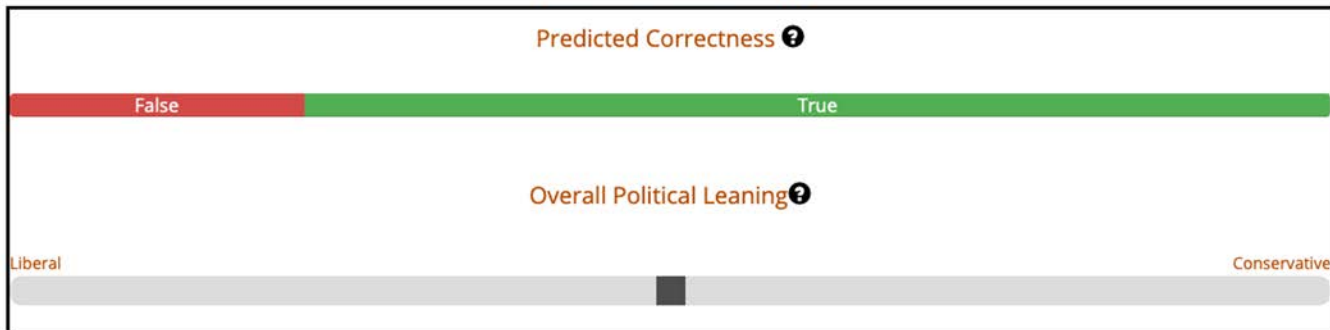 Predicted Correctness ?
False True
Overall Political Leaning ?
Liberal Conservative